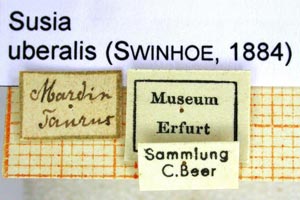 Susia
uberalis (SWINHOE, 1884)
Mardin
Taurus
Museum
Erfurt
Sammlung
C.Beer